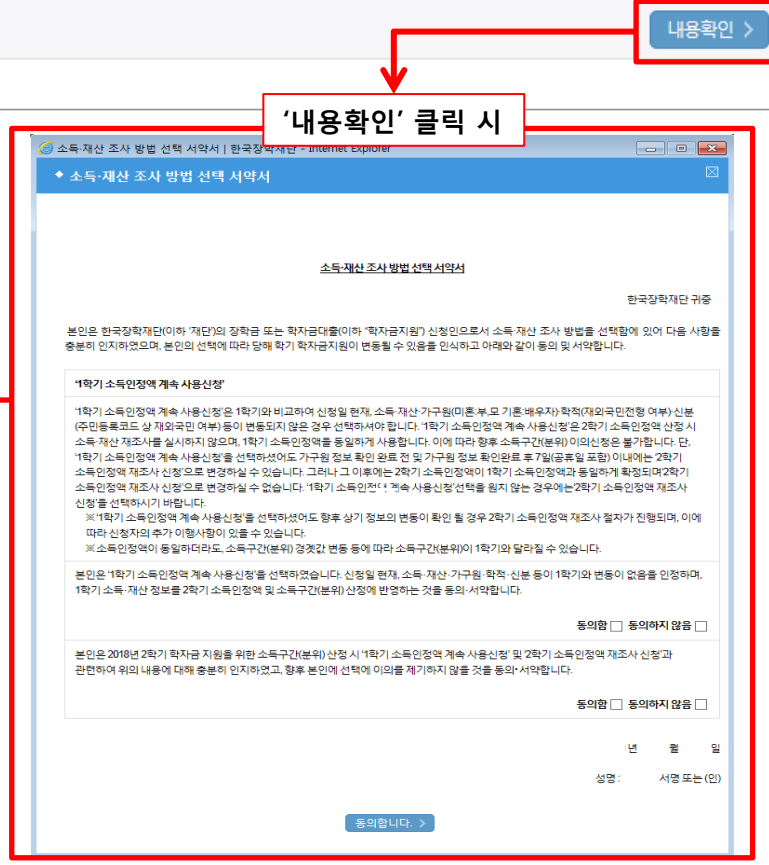 내용확인 >
‘내용확인’ 클릭 시
소득·재산 조사 방법 선택 서약서 | 한국장학재단 - Internet Explorer
◆ 소득·재산 조사 방법 선택 서약서
소득·재산 조사 방법 선택 서약서
한국장학재단 귀중
본인은 한국장학재단(이하 '재단')의 장학금 또는 학자금대출(이하 “학자금지원”) 신청인으로서 소득·재산 조사 방법을 선택함에 있어 다음 사항을
충분히 인지하였으며, 본인의 선택에 따라 당해 학기 학자금지원이 변동될 수 있음을 인식하고 아래와 같이 동의 및 서약합니다.
'1학기 소득인정액 계속 사용신청'
'1학기 소득인정액 계속 사용신청'은 1학기와 비교하여 신청일 현재, 소득·재산·가구원(미혼:부,모 기혼:배우자)·학적(재외국민전형 여부)·신분
(주민등록코드 상 재외국민 여부) 등이 변동되지 않은 경우 선택하셔야 합니다. '1학기 소득인정액 계속 사용신청'은 2학기 소득인정액 산정 시
소득·재산 재조사를 실시하지 않으며, 1학기 소득인정액을 동일하게 사용합니다. 이에 따라 향후 소득구간(분위) 이의신청은 불가합니다. 단,
'1학기 소득인정액 계속 사용신청'을 선택하셨어도 가구원 정보 확인 완료 전 및 가구원 정보 확인완료 후 7일(공휴일 포함) 이내에는 '2학기
소득인정액 재조사 신청'으로 변경하실 수 있습니다. 그러나 그 이후에는 2학기 소득인정액이 1학기 소득인정액과 동일하게 확정되며'2학기
소득인정액 재조사 신청'으로 변경하실 수 없습니다. '1학기 소득인정액 계속 사용신청'선택을 원지 않는 경우에는'2학기 소득인정액 재조사
신청'을 선택하시기 바랍니다.
※ '1학기 소득인정액 계속 사용신청'을 선택하셨어도 향후 상기 정보의 변동이 확인 될 경우 2학기 소득인정액 재조사 절차가 진행되며, 이에
따라 신청자의 추가 이행사항이 있을 수 있습니다.
※ 소득인정액이 동일하더라도, 소득구간(분위) 경곗값 변동 등에 따라 소득구간(분위)이 1학기와 달라질 수 있습니다.
본인은 '1학기 소득인정액 계속 사용신청'을 선택하였습니다. 신청일 현재, 소득·재산·가구원·학적·신분 등이 1학기와 변동이 없음을 인정하며,
1학기 소득·재산 정보를 2학기 소득인정액 및 소득구간(분위) 산정에 반영하는 것을 동의·서약합니다.
동의함 □ 동의하지 않음 □
본인은 2018년 2학기 학자금 지원을 위한 소득구간(분위) 산정 시 '1학기 소득인정액 계속 사용신청' 및 '2학기 소득인정액 재조사 신청'과
관련하여 위의 내용에 대해 충분히 인지하였고, 향후 본인에 선택에 이의를 제기하지 않을 것을 동의·서약합니다.
동의함 □ 동의하지 않음 □
년 월 일
성명 : 서명 또는 (인)
동의합니다. >